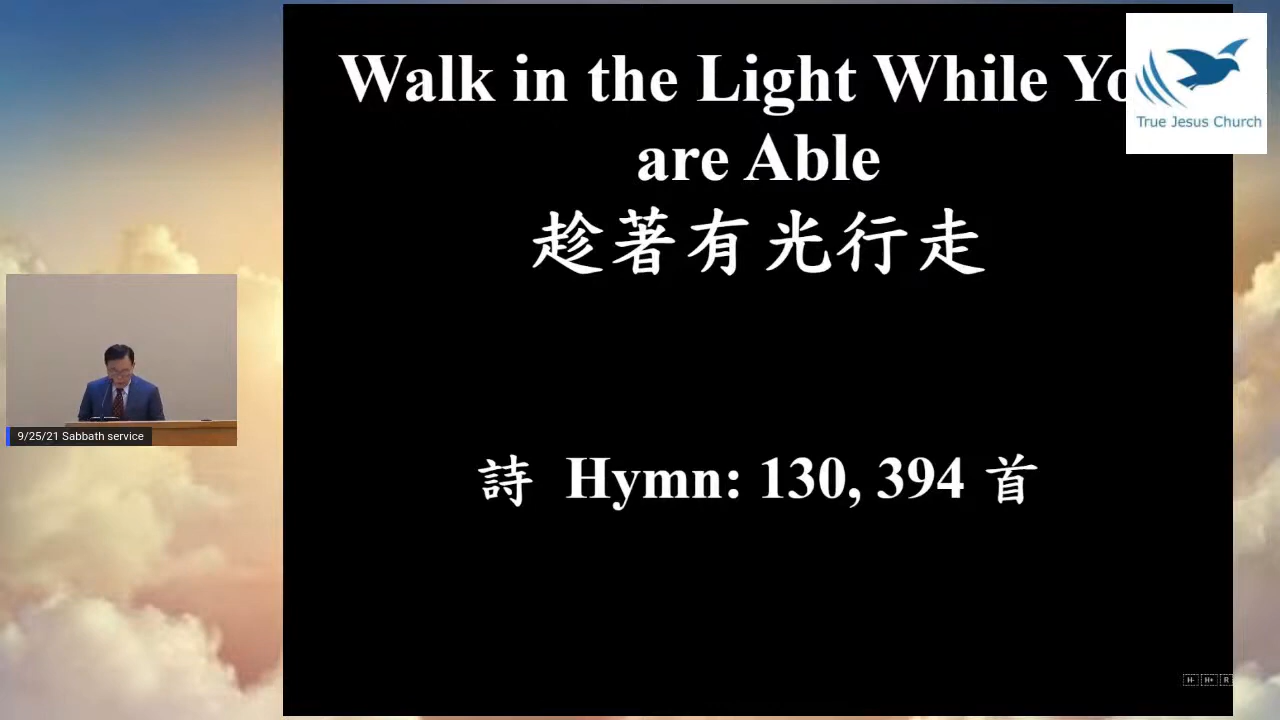 Walk in the Light While Yo
are Able
趁著有光行走
詩 Hymn: 130, 394 首
True Jesus Church
9/25/21 Sabbath service
H- H+ R